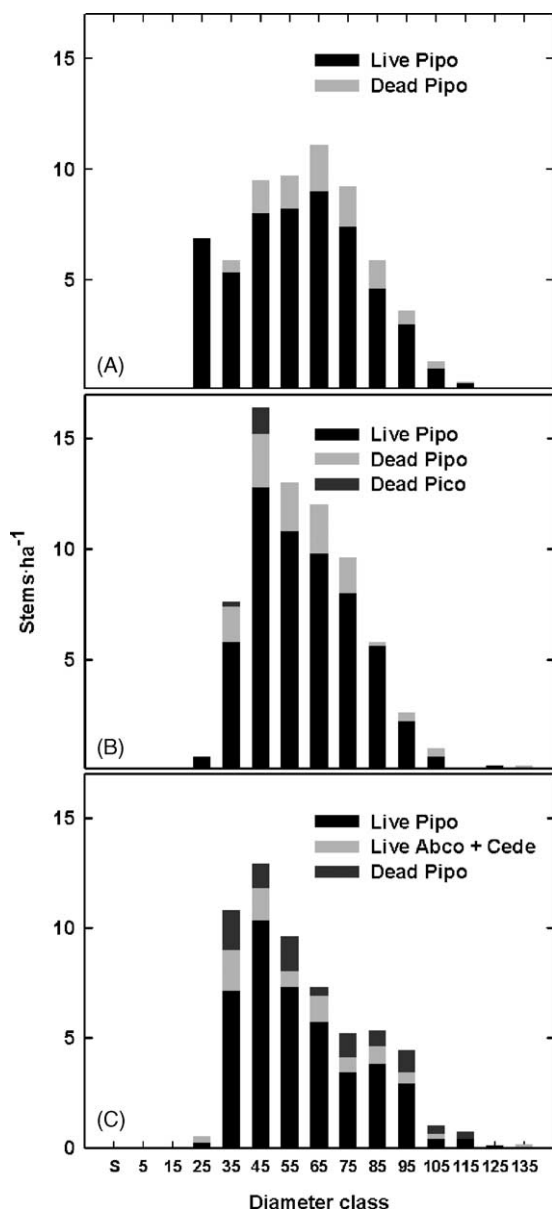 15
10
5
Live Pipo
Dead Pipo
(A)
15
10
5
Live Pipo
Dead Pipo
Dead Pico
(B)
Stems·ha⁻¹
15
10
5
0
Live Pipo
Live Abco + Cede
Dead Pipo
(C)
S 5 15 25 35 45 55 65 75 85 95 105 115 125 135
Diameter class